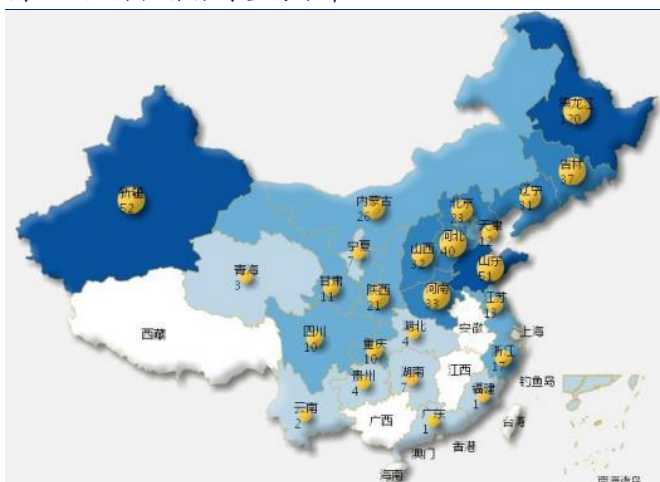 黑龙江
120
吉林
37
新疆
52
辽宁
31
内蒙古
26
北京
天津
12
河北
40
宁夏
7
山西
山东
51
青海
3
甘肃
11
陕西
21
河南
33
江苏
13
西藏
四川
10
湖北
4
安徽
上海
重庆
10
浙江
贵州
4
湖南
7
江西
钓鱼岛
福建
1
云南
2
广西
广东
1
台湾
香港
澳门
海南